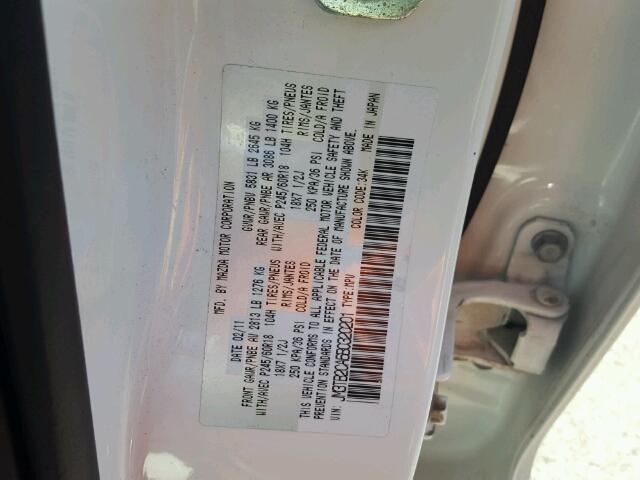 MFD. BY MAZDA MOTOR CORPORATION
DATE 02/11 GVWR/PNBV 5831 LB 2645 KG
FRONT GAWR/PNBE AV 2813 LB 1276 KG REAR GAWR/PNBE AR 3086 LB 1400 KG
WITH/AVEC P245/60R18 104H TIRES/PNEUS WITH/AVEC P245/60R18 104H TIRES/PNEUS
18X7 1/2J RIMS/JANTES 18X7 1/2J RIMS/JANTES
250 KPA/36 PSI COLD/A FROID 250 KPA/36 PSI COLD/A FROID
THIS VEHICLE CONFORMS TO ALL APPLICABLE FEDERAL MOTOR VEHICLE SAFETY AND THEFT
PREVENTION STANDARDS IN EFFECT ON THE DATE OF MANUFACTURE SHOWN ABOVE.
VIN: TYPE:MPV COLOR CODE:34K MADE IN JAPAN